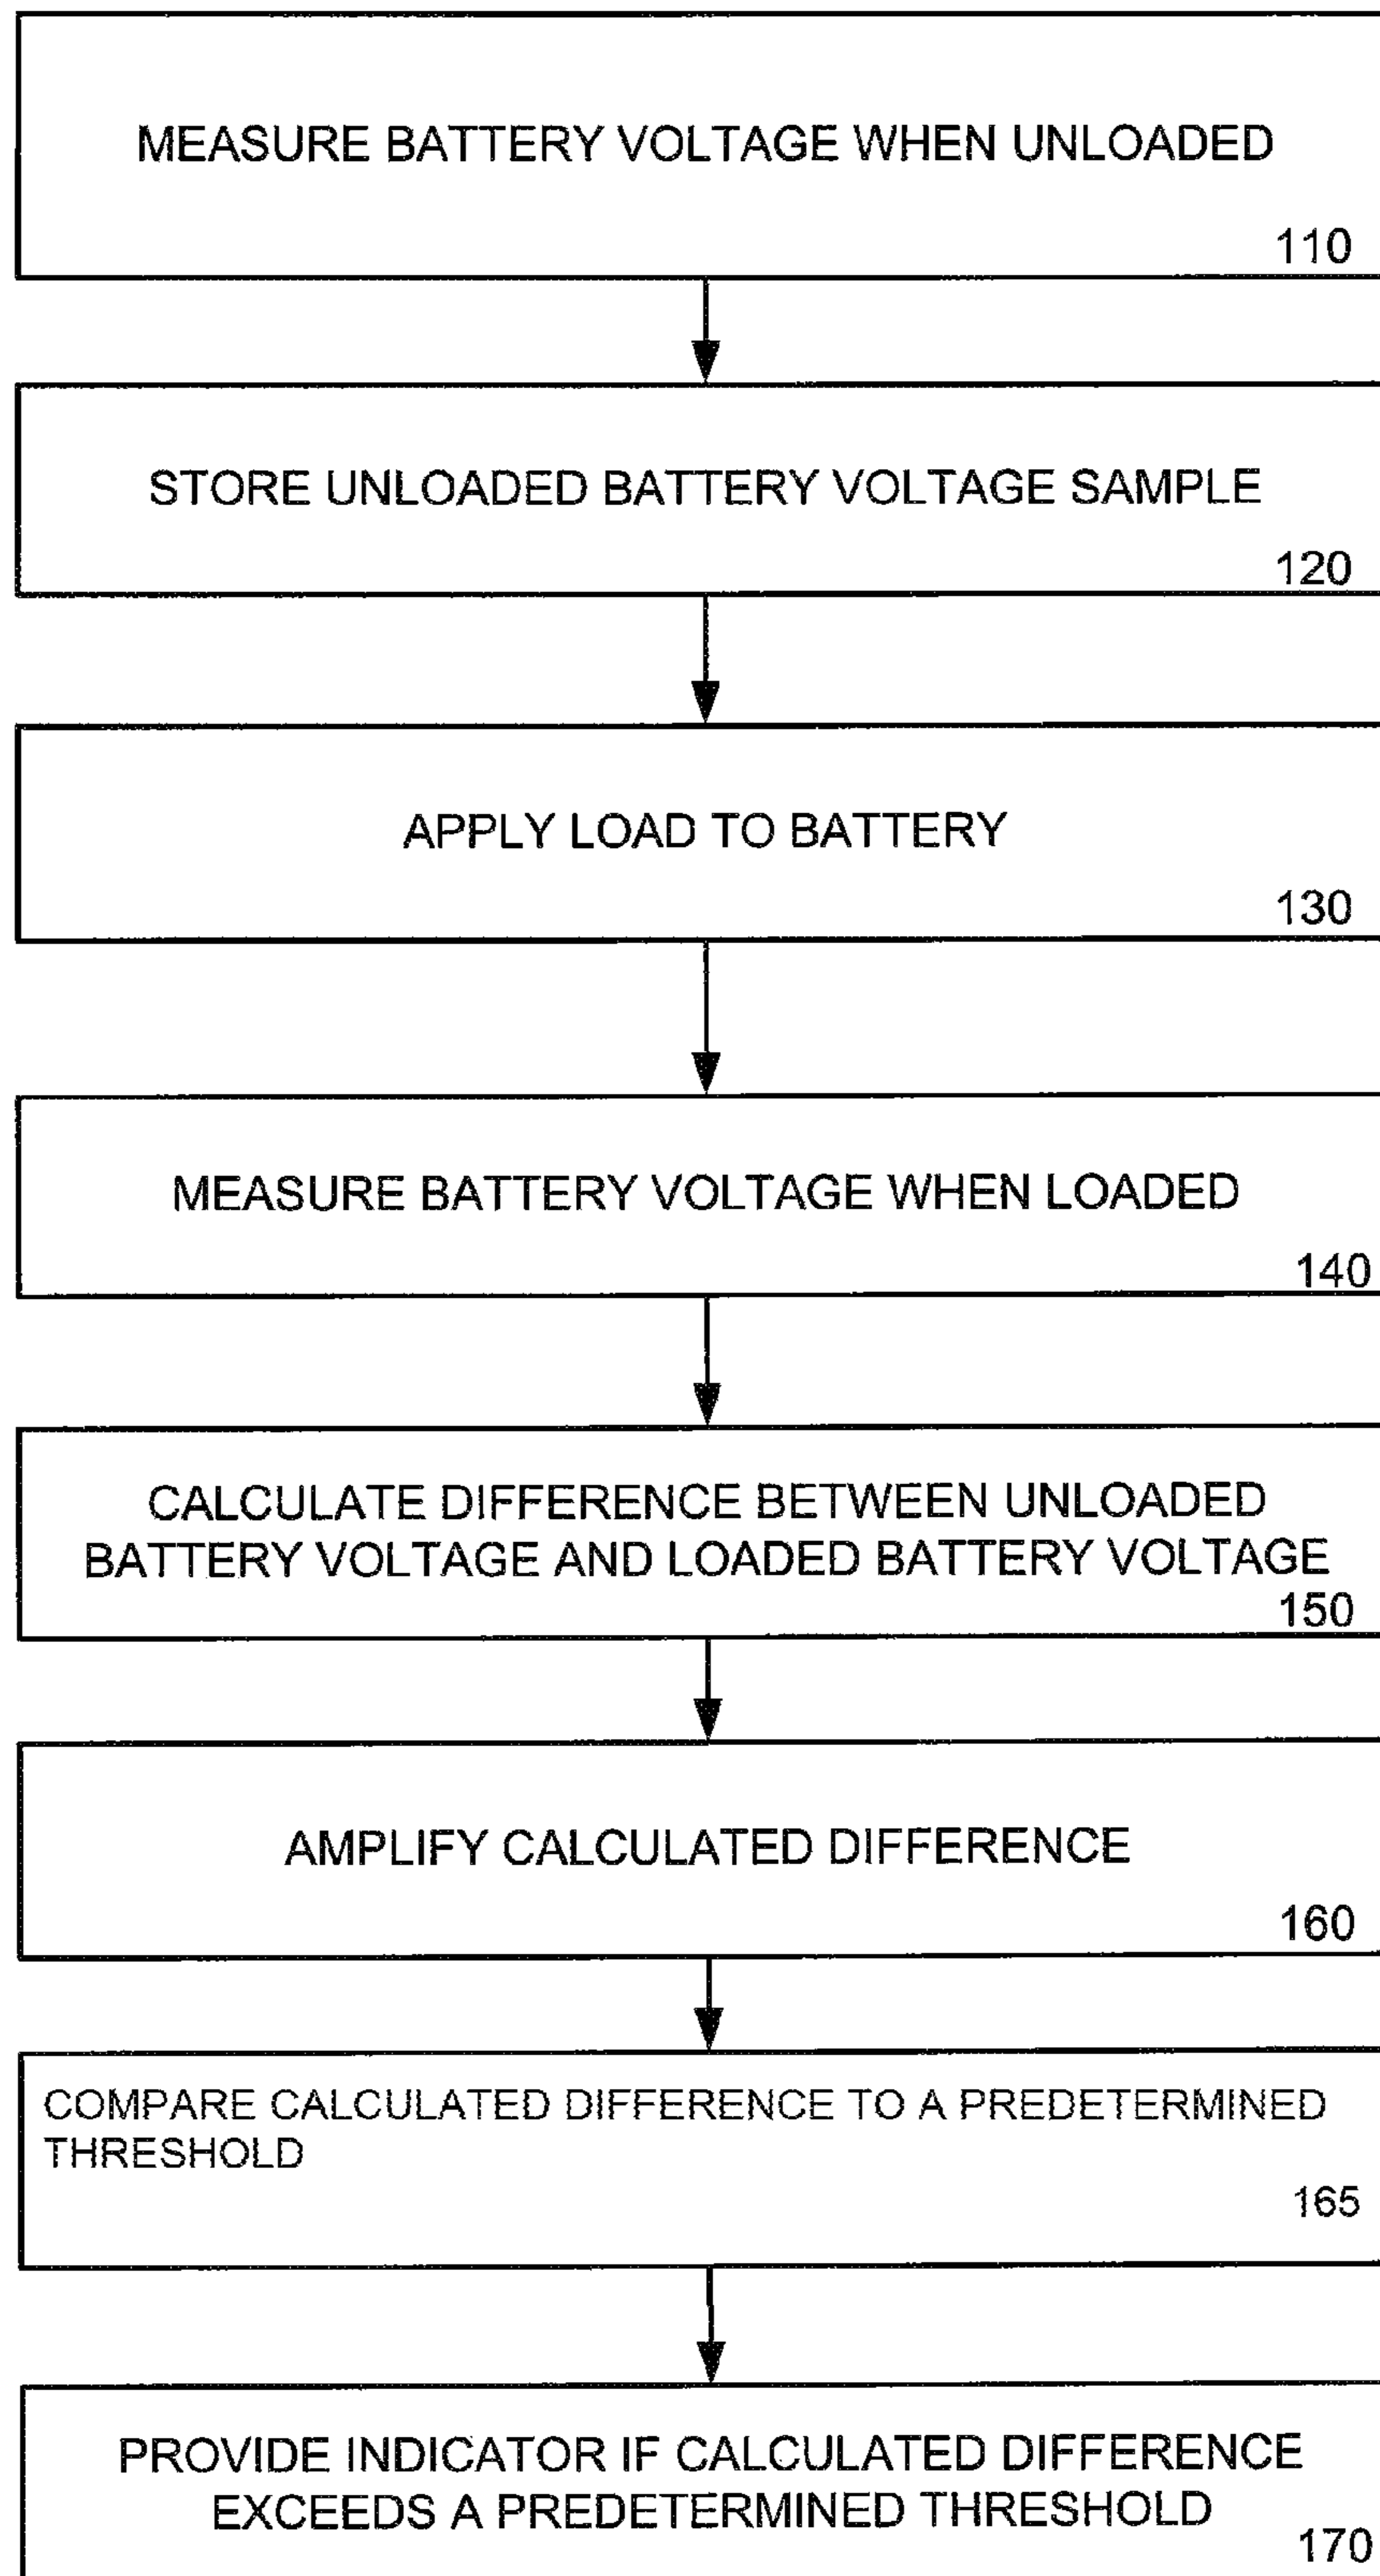 MEASURE BATTERY VOLTAGE WHEN UNLOADED
110
STORE UNLOADED BATTERY VOLTAGE SAMPLE
120
APPLY LOAD TO BATTERY
130
MEASURE BATTERY VOLTAGE WHEN LOADED
140
CALCULATE DIFFERENCE BETWEEN UNLOADED
BATTERY VOLTAGE AND LOADED BATTERY VOLTAGE
150
AMPLIFY CALCULATED DIFFERENCE
160
COMPARE CALCULATED DIFFERENCE TO A PREDETERMINED
THRESHOLD
165
PROVIDE INDICATOR IF CALCULATED DIFFERENCE
EXCEEDS A PREDETERMINED THRESHOLD
170